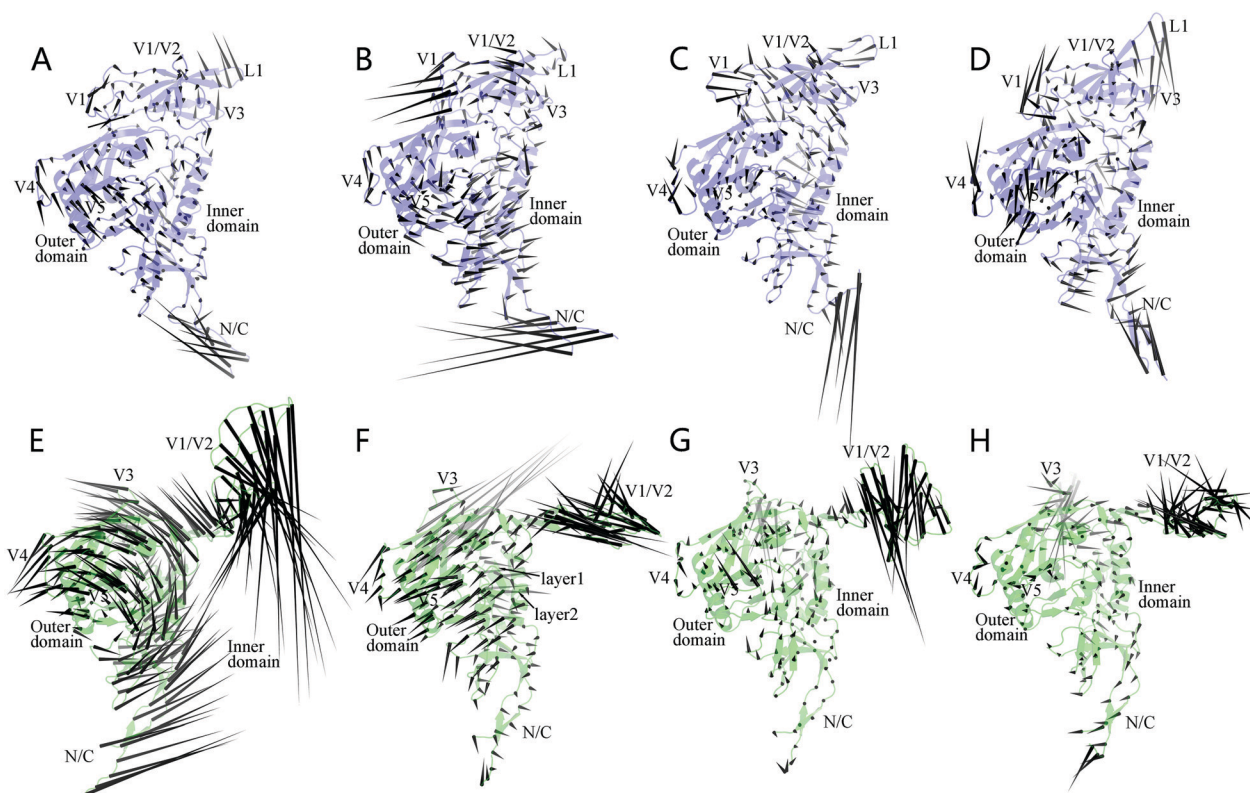 A
V1/V2
L1
V1
V3
V4
V5
Inner
domain
Outer
domain
N/C
B
V1/V2
L1
V1
V3
V4
V5
Inner
domain
Outer
domain
N/C
C
V1/V2
L1
V1
V3
V4
V5
Inner
domain
Outer
domain
N/C
D
V1/V2
L1
V1
V3
V4
V5
Inner
domain
Outer
domain
N/C
E
V1/V2
V3
V4
V5
Outer
domain
Inner
domain
N/C
F
V3
V1/V2
V4
V5
layer1
layer2
Outer
domain
N/C
G
V1/V2
V3
V4
V5
Inner
domain
Outer
domain
N/C
H
V1/V2
V3
V4
V5
Inner
domain
Outer
domain
N/C